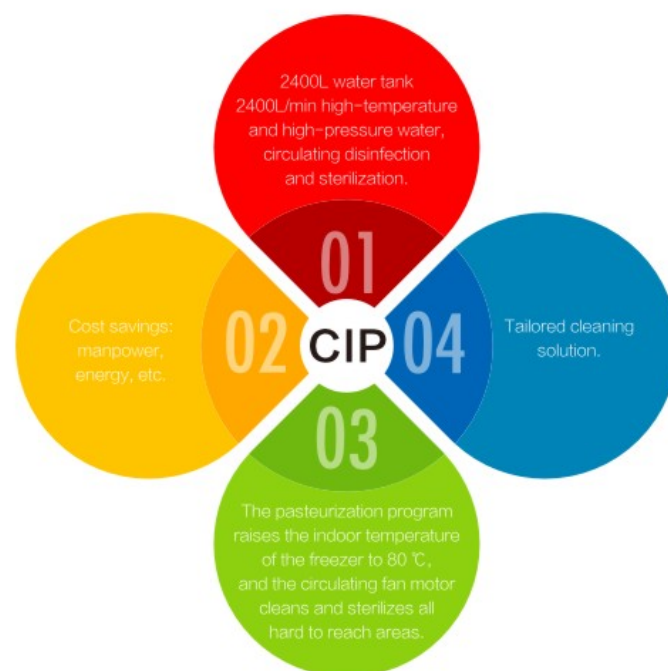 2400L water tank
2400L/min high-temperature
and high-pressure water,
circulating disinfection
and sterilization.
01
Cost savings:
manpower,
energy, etc.
02
CIP
04
Tailored cleaning
solution.
03
The pasteurization program
raises the indoor temperature
of the freezer to 80 ℃,
and the circulating fan motor
cleans and sterilizes all
hard to reach areas.